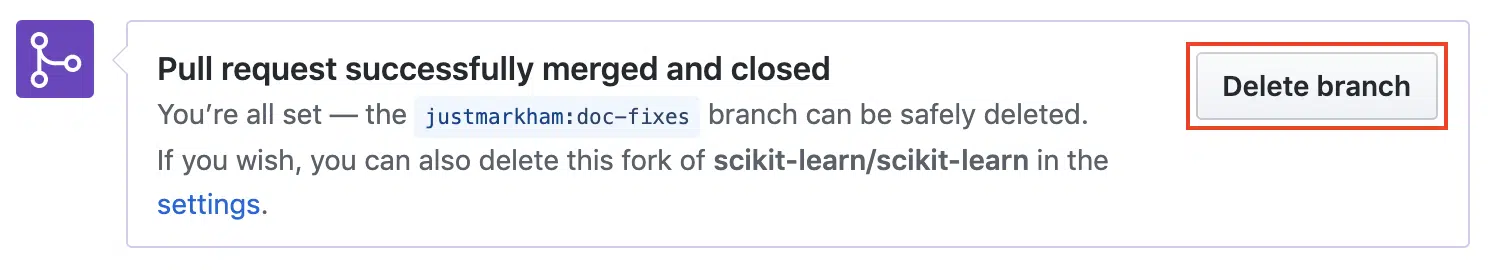 Pull request successfully merged and closed
Delete branch
You’re all set — the justmarkham:doc-fixes branch can be safely deleted.
If you wish, you can also delete this fork of scikit-learn/scikit-learn in the
settings.